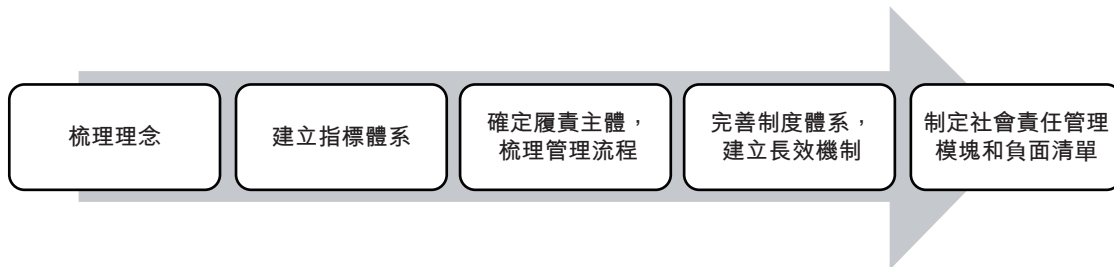 梳理理念
建立指標體系
確定履責主體，
梳理管理流程
完善制度體系，
建立長效機制
制定社會責任管理
模塊和負面清單